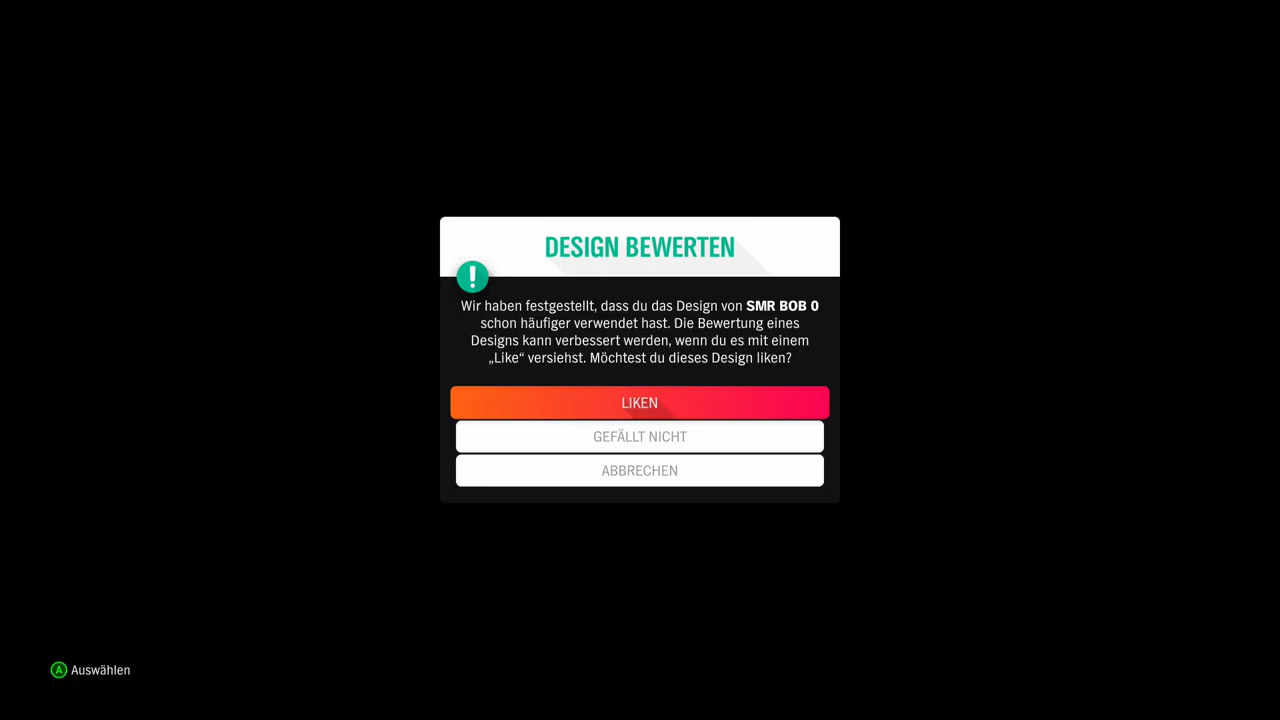 DESIGN BEWERTEN
!
Wir haben festgestellt, dass du das Design von SMR BOB 0
schon häufiger verwendet hast. Die Bewertung eines
Designs kann verbessert werden, wenn du es mit einem
„Like“ versiehst. Möchtest du dieses Design liken?
LIKEN
GEFÄLLT NICHT
ABBRECHEN
A Auswählen